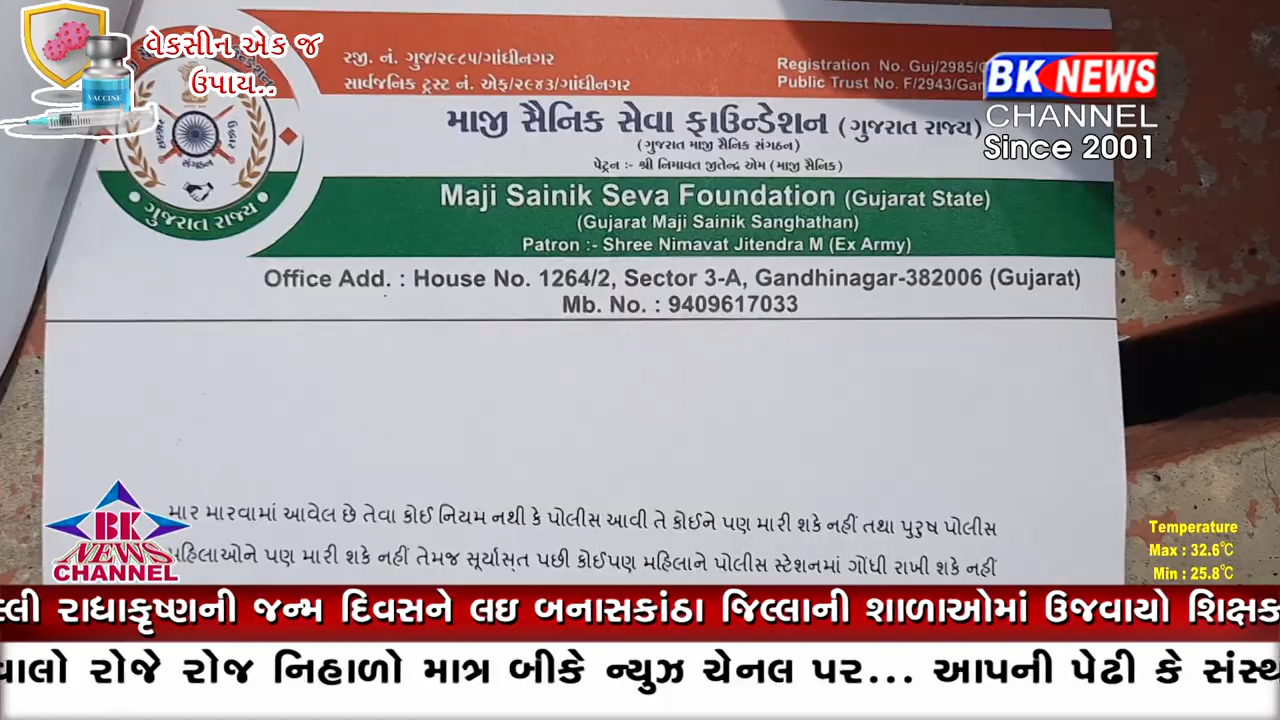 વેકસીન એક જ
ઉપાય..
VACCINE
રજી. નં. ગુજ/૨૯૮૫/ગાંધીનગર
સાર્વજનિક ટ્રસ્ટ નં. એફ/૨૯૪૩/ગાંધીનગર
Registration No. Guj/2985/
Public Trust No. F/2943/Gan
BK NEWS
CHANNEL
Since 2001
સંગઠન
ગુજરાત રાજ્ય
માજી સૈનિક સેવા ફાઉન્ડેશન (ગુજરાત રાજ્ય)
(ગુજરાત માજી સૈનિક સંગઠન)
પેટ્રન :- શ્રી નિમાવત જીતેન્દ્ર એમ (માજી સૈનિક)
Maji Sainik Seva Foundation (Gujarat State)
(Gujarat Maji Sainik Sanghathan)
Patron :- Shree Nimavat Jitendra M (Ex Army)
Office Add. : House No. 1264/2, Sector 3-A, Gandhinagar-382006 (Gujarat)
Mb. No. : 9409617033
માર મારવામાં આવેલ છે તેવા કોઈ નિયમ નથી કે પોલીસ આવી તે કોઈને પણ મારી શકે નહીં તથા પુરુષ પોલીસ
મહિલાઓને પણ મારી શકે નહીં તેમજ સૂર્યાસ્ત પછી કોઈપણ મહિલાને પોલીસ સ્ટેશનમાં ગોંધી રાખી શકે નહીં
BK
NEWS
CHANNEL
Temperature
Max : 32.6℃
Min : 25.8℃
લ્લી રાધાકૃષ્ણની જન્મ દિવસને લઇ બનાસકાંઠા જિલ્લાની શાળાઓમાં ઉજવાયો શિક્ષક
વાલો રોજે રોજ નિહાળો માત્ર બીકે ન્યુઝ ચેનલ પર... આપની પેઢી કે સંસ્થ